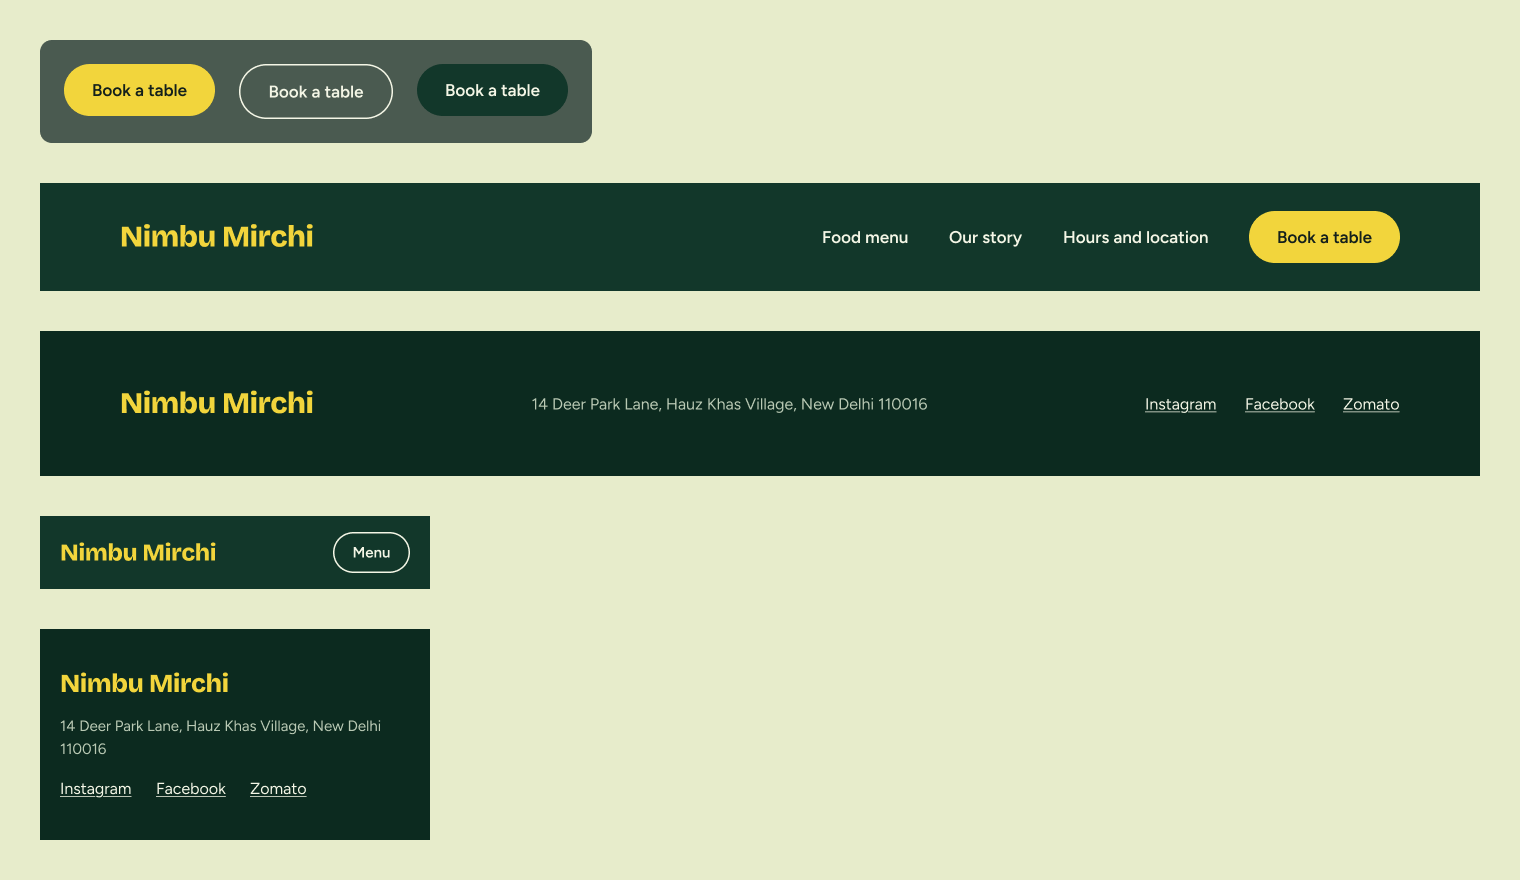 Book a table Book a table Book a table
Nimbu Mirchi Food menu Our story Hours and location Book a table
Nimbu Mirchi 14 Deer Park Lane, Hauz Khas Village, New Delhi 110016 Instagram Facebook Zomato
Nimbu Mirchi Menu
Nimbu Mirchi
14 Deer Park Lane, Hauz Khas Village, New Delhi
110016
Instagram Facebook Zomato